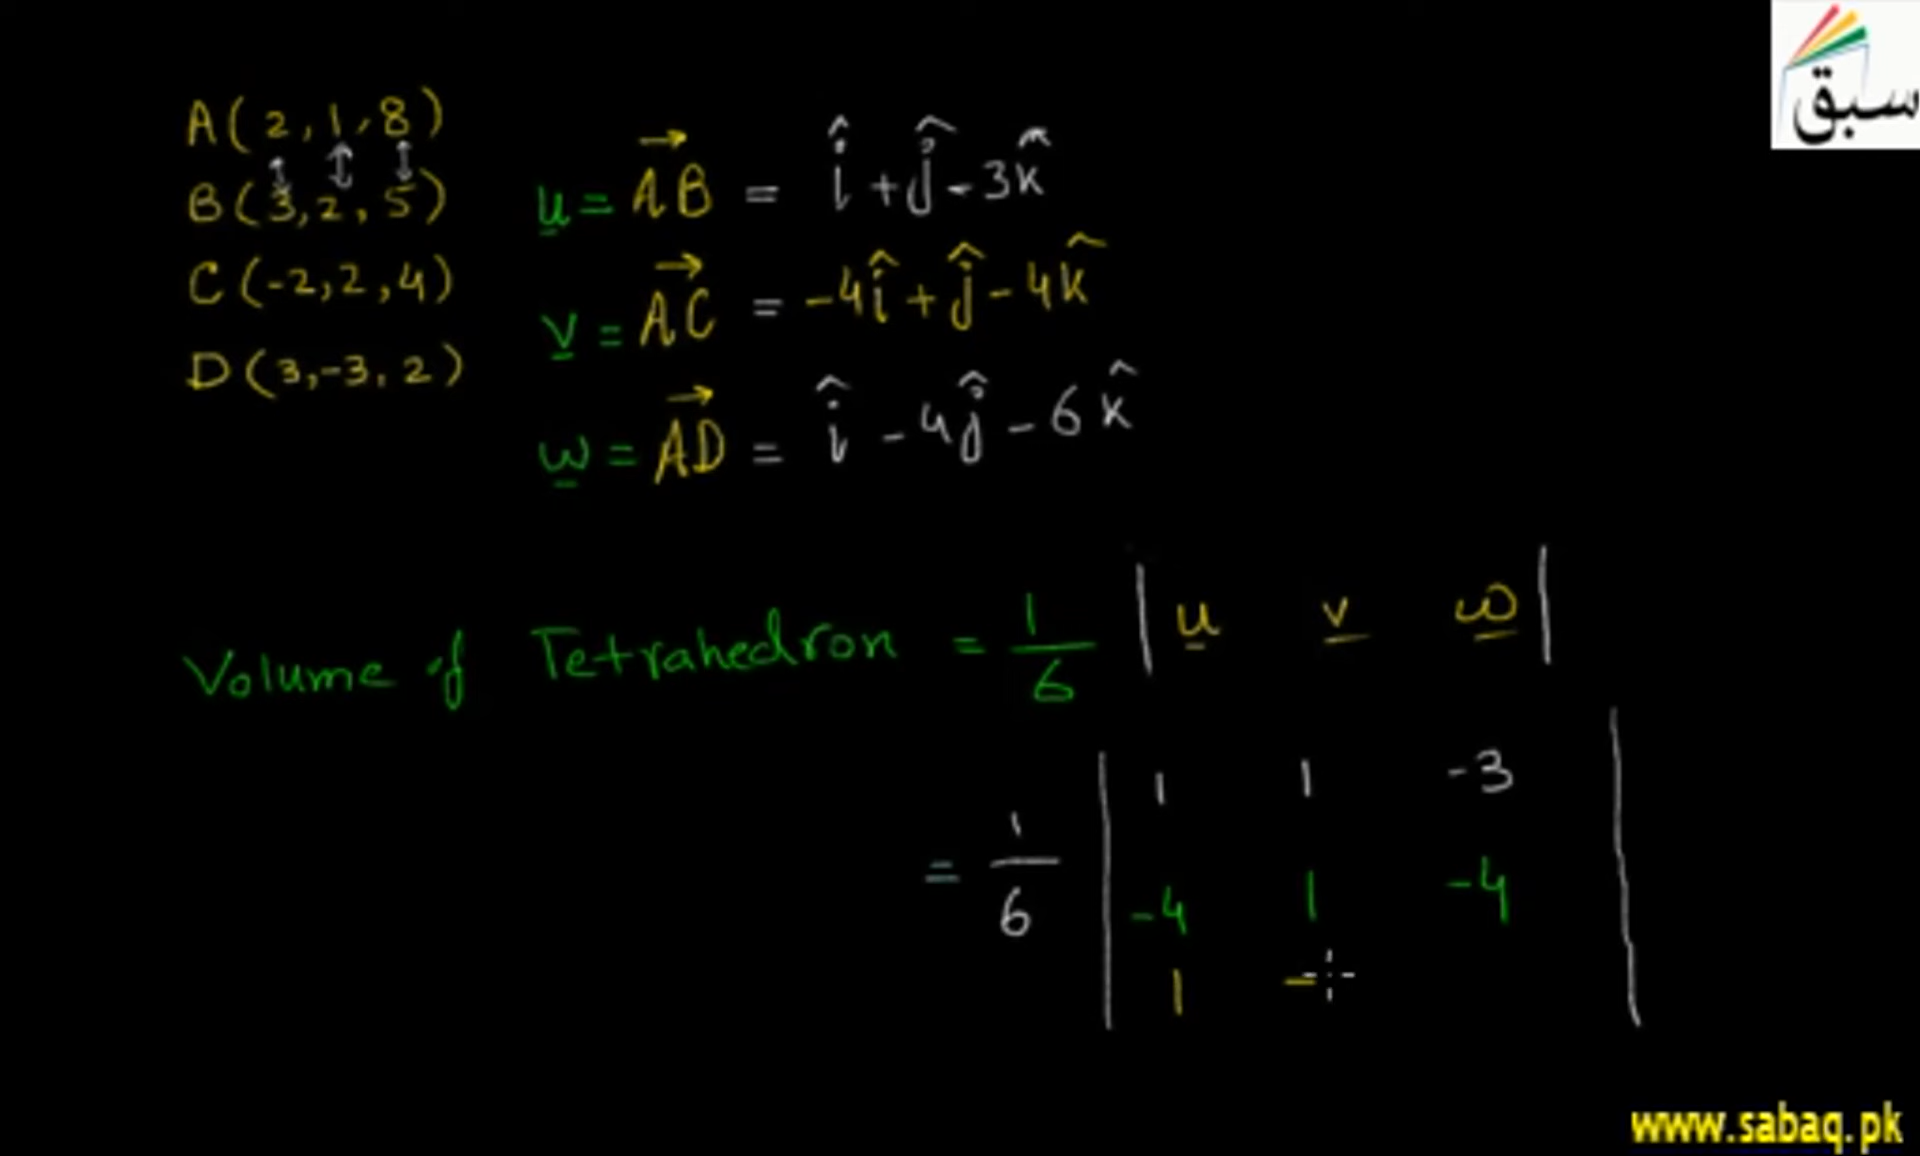 سبق
A(2,1,8)
B(3,2,5)
C(-2,2,4)
D(3,-3,2)
u = AB = î + ĵ - 3k̂
v = AC = -4î + ĵ - 4k̂
w = AD = î - 4ĵ - 6k̂
Volume of Tetrahedron = 1/6 | u v w |
= 1/6 | 1 1 -3
-4 1 -4
1 - |
www.sabaq.pk